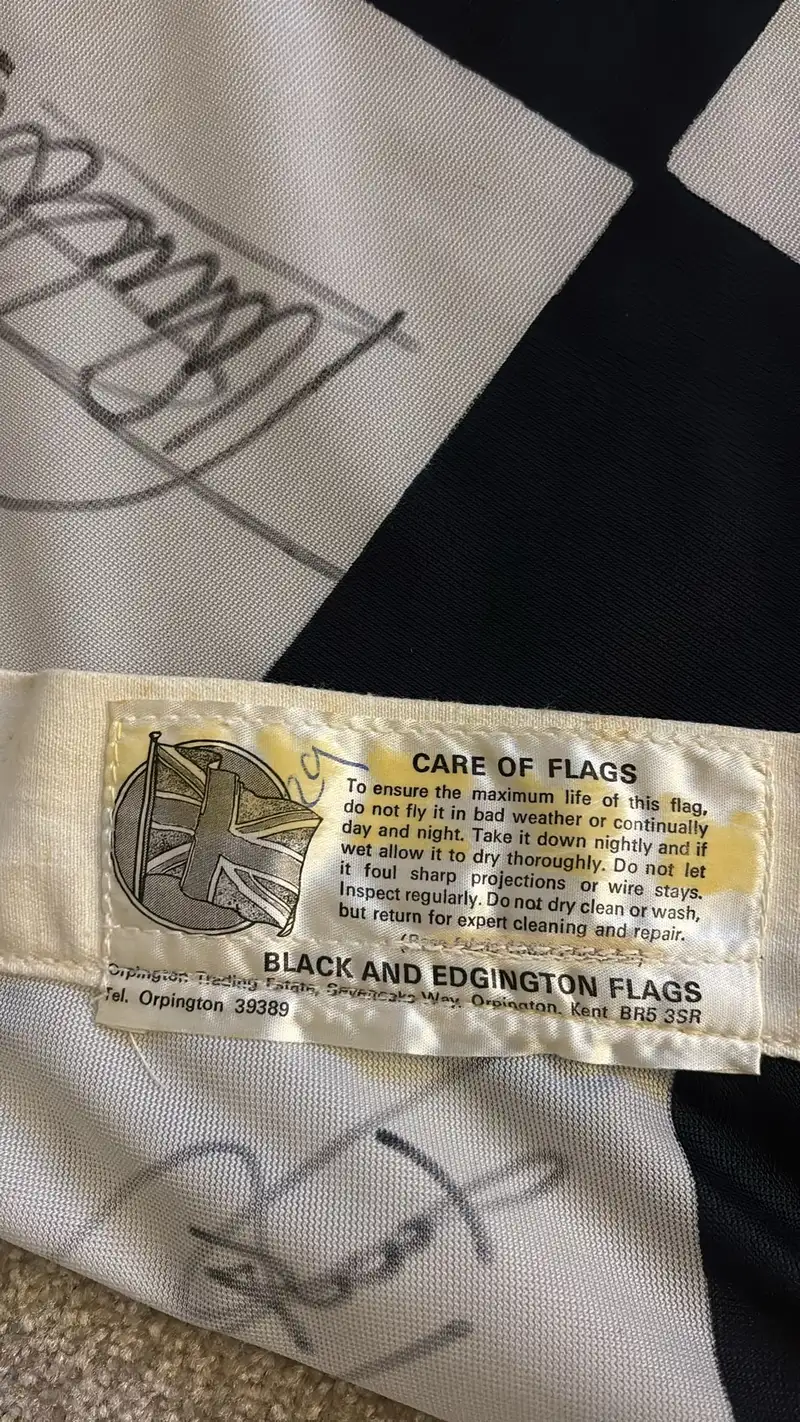 29
CARE OF FLAGS
To ensure the maximum life of this flag,
do not fly it in bad weather or continually
day and night. Take it down nightly and if
wet allow it to dry thoroughly. Do not let
it foul sharp projections or wire stays.
Inspect regularly. Do not dry clean or wash,
but return for expert cleaning and repair.
BLACK AND EDGINGTON FLAGS
Orpington Trading Estate, Sevenoaks Way, Orpington, Kent BR5 3SR
Tel. Orpington 39389